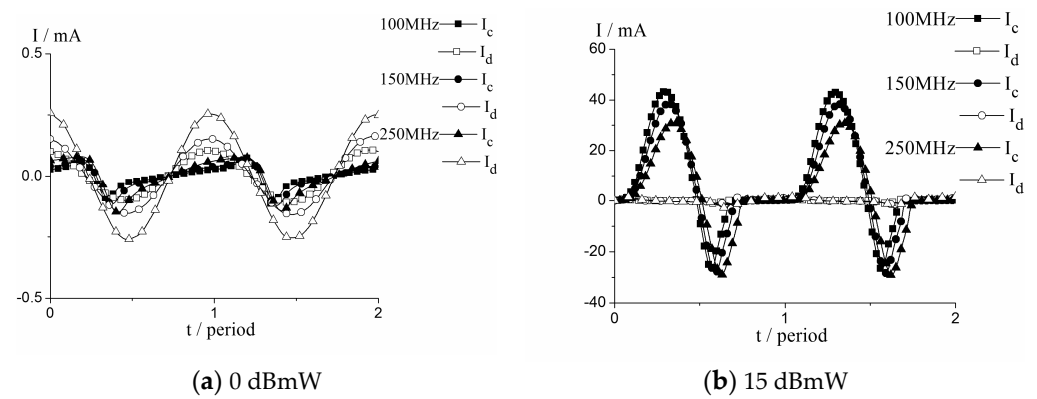 I / mA
0.5
0.0
-0.5
0
1
2
t / period
100MHz I_c
I_d
150MHz I_c
I_d
250MHz I_c
I_d
(a) 0 dBmW
I / mA
60
40
20
0
-20
-40
0
1
2
t / period
100MHz I_c
I_d
150MHz I_c
I_d
250MHz I_c
I_d
(b) 15 dBmW